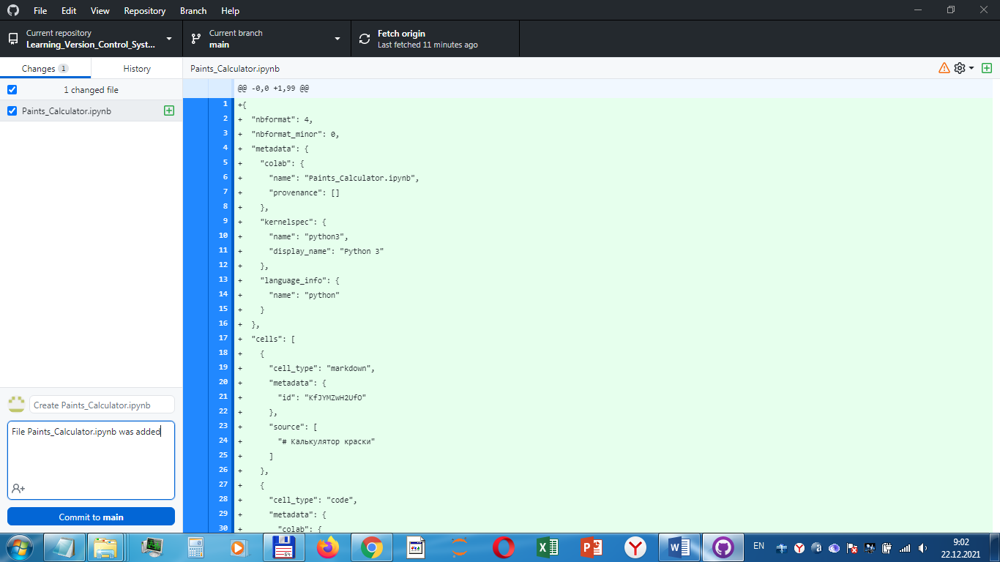 File Edit View Repository Branch Help
Current repository
Learning_Version_Control_Syst...
Current branch
main
Fetch origin
Last fetched 11 minutes ago
Changes 1
History
1 changed file
Paints_Calculator.ipynb
Paints_Calculator.ipynb
@@ -0,0 +1,99 @@
1 +{
2 + "nbformat": 4,
3 + "nbformat_minor": 0,
4 + "metadata": {
5 + "colab": {
6 + "name": "Paints_Calculator.ipynb",
7 + "provenance": []
8 + },
9 + "kernelspec": {
10 + "name": "python3",
11 + "display_name": "Python 3"
12 + },
13 + "language_info": {
14 + "name": "python"
15 + }
16 + },
17 + "cells": [
18 + {
19 + "cell_type": "markdown",
20 + "metadata": {
21 + "id": "KfJYMZwH2UfO"
22 + },
23 + "source": [
24 + "# Калькулятор краски"
25 + ]
26 + },
27 + {
28 + "cell_type": "code",
29 + "metadata": {
30 + "colab": {
Create Paints_Calculator.ipynb
File Paints_Calculator.ipynb was added
Commit to main
EN
9:02
22.12.2021